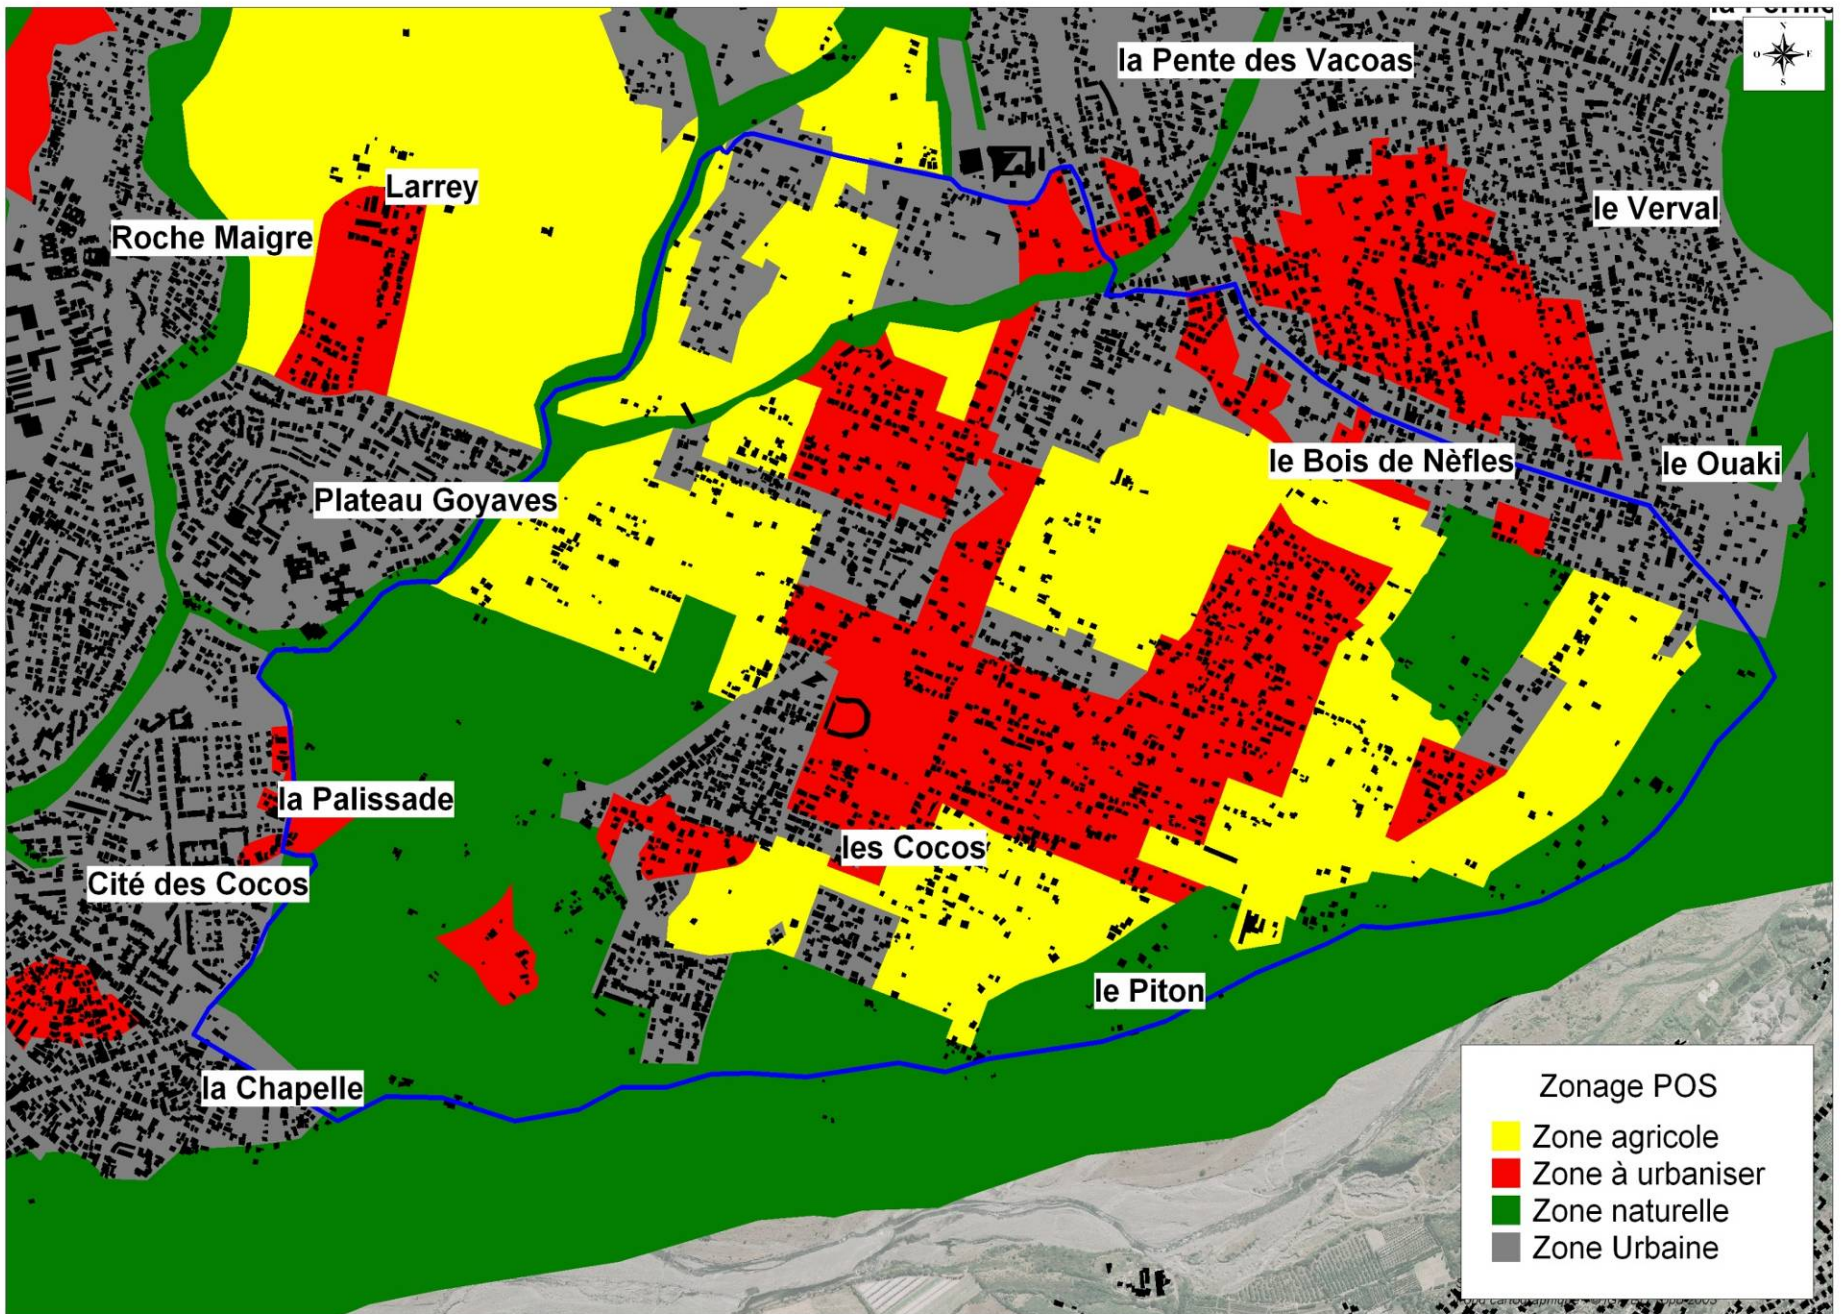 la Ferme
N
O E
S
la Pente des Vacoas
Larrey
le Verval
Roche Maigre
le Bois de Nèfles
le Ouaki
Plateau Goyaves
la Palissade
les Cocos
Cité des Cocos
le Piton
la Chapelle
Zonage POS
Zone agricole
Zone à urbaniser
Zone naturelle
Zone Urbaine